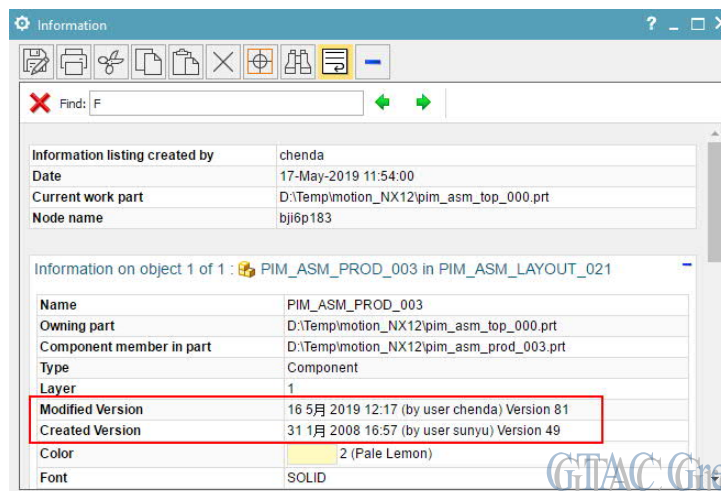 Information
Find: F
Information listing created by chenda
Date 17-May-2019 11:54:00
Current work part D:\Temp\motion_NX12\pim_asm_top_000.prt
Node name bji6p183
Information on object 1 of 1 : PIM_ASM_PROD_003 in PIM_ASM_LAYOUT_021
Name PIM_ASM_PROD_003
Owning part D:\Temp\motion_NX12\pim_asm_top_000.prt
Component member in part D:\Temp\motion_NX12\pim_asm_prod_003.prt
Type Component
Layer 1
Modified Version 16 5月 2019 12:17 (by user chenda) Version 81
Created Version 31 1月 2008 16:57 (by user sunyu) Version 49
Color 2 (Pale Lemon)
Font SOLID
GTAC Gre